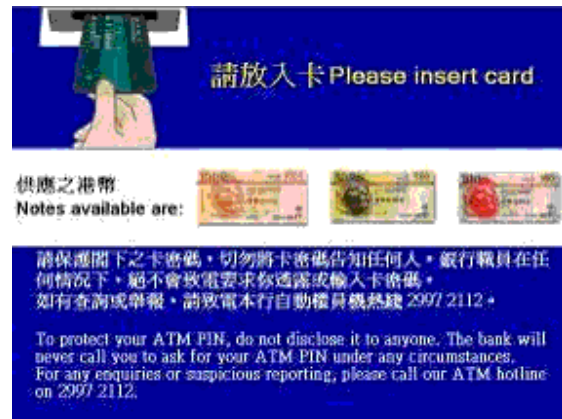 請放入卡 Please insert card
供應之港幣
Notes available are:
請保護閣下之卡密碼，切勿將卡密碼告知任何人。銀行職員在任
何情況下，絕不會致電要求你透露或輸入卡密碼。
如有查詢或舉報，請致電本行自動櫃員機熱綫 2997 2112。
To protect your ATM PIN, do not disclose it to anyone. The bank will
never call you to ask for your ATM PIN under any circumstances.
For any enquiries or suspicious reporting, please call our ATM hotline
on 2997 2112.